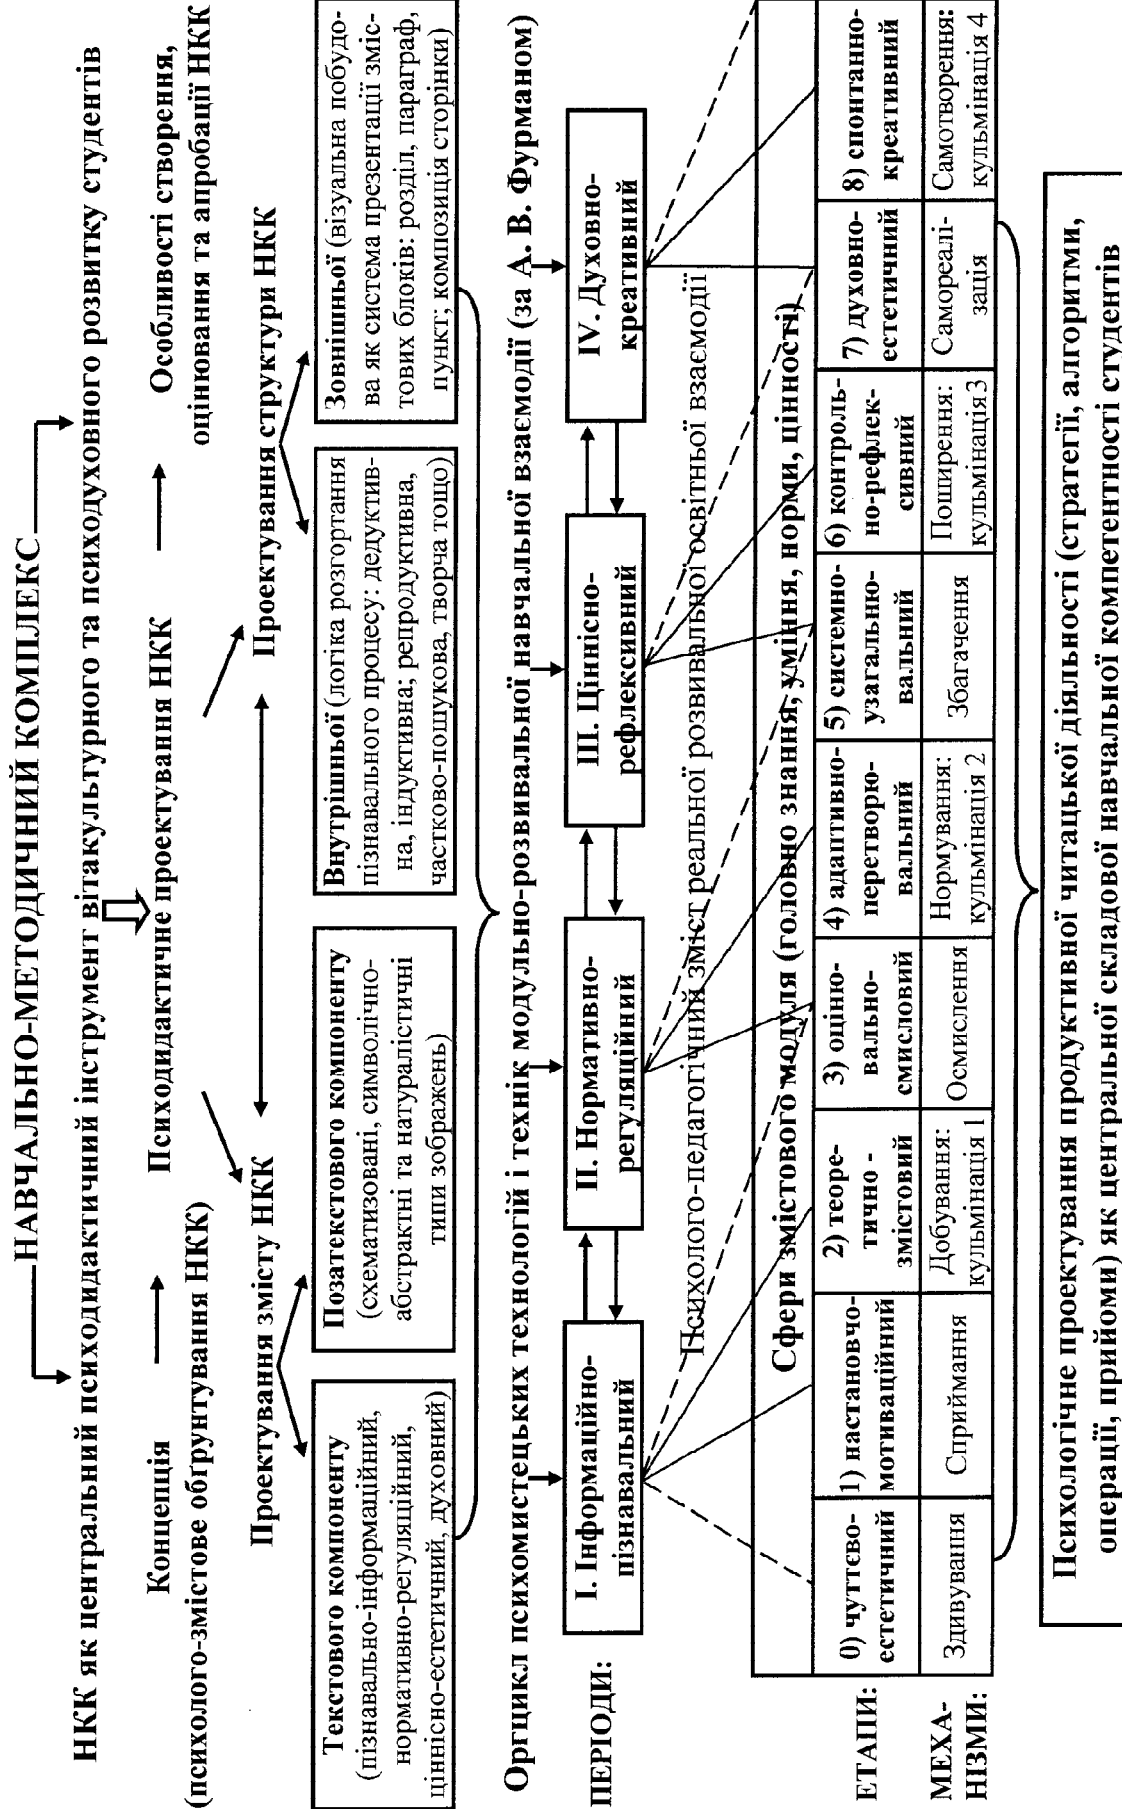 НАВЧАЛЬНО-МЕТОДИЧНИЙ КОМПЛЕКС
НКК як центральний психодидактичний інструмент вітакультурного та психодуховного розвитку студентів
Концепція
(психолого-змістове обґрунтування НКК)
Психодидактичне проектування НКК
Особливості створення,
оцінювання та апробації НКК
Проектування змісту НКК
Проектування структури НКК
Текстового компоненту
(пізнавально-інформаційний,
нормативно-регуляційний,
ціннісно-естетичний, духовний)
Позатекстового компоненту
(схематизовані, символічно-
абстрактні та натуралістичні
типи зображень)
Внутрішньої (логіка розгортання
пізнавального процесу: дедуктив-
на, індуктивна; репродуктивна,
частково-пошукова, творча тощо)
Зовнішньої (візуальна побудо-
ва як система презентації зміс-
тових блоків: розділ, параграф,
пункт; композиція сторінки)
Оргцикл психомистецьких технологій і технік модульно-розвивальної навчальної взаємодії (за А. В. Фурманом)
ПЕРІОДИ:
І. Інформаційно-
пізнавальний
ІІ. Нормативно-
регуляційний
ІІІ. Ціннісно-
рефлексивний
IV. Духовно-
креативний
Психолого-педагогічний зміст реальної розвивальної освітньої взаємодії
Сфери змістового модуля (головно знання, уміння, норми, цінності)
ЕТАПИ:
0) чуттєво-
естетичний
1) настановчо-
мотиваційний
2) теоре-
тично -
змістовий
3) оціню-
вально-
смисловий
4) адаптивно-
перетворю-
вальний
5) системно-
узагальню-
вальний
6) контроль-
но-рефлек-
сивний
7) духовно-
естетичний
8) спонтанно-
креативний
МЕХА-
НІЗМИ:
Здивування
Сприймання
Добування:
кульмінація 1
Осмислення
Нормування:
кульмінація 2
Збагачення
Поширення:
кульмінація 3
Самореалі-
зація
Самотворення:
кульмінація 4
Психологічне проектування продуктивної читацької діяльності (стратегії, алгоритми,
операції, прийоми) як центральної складової навчальної компетентності студентів